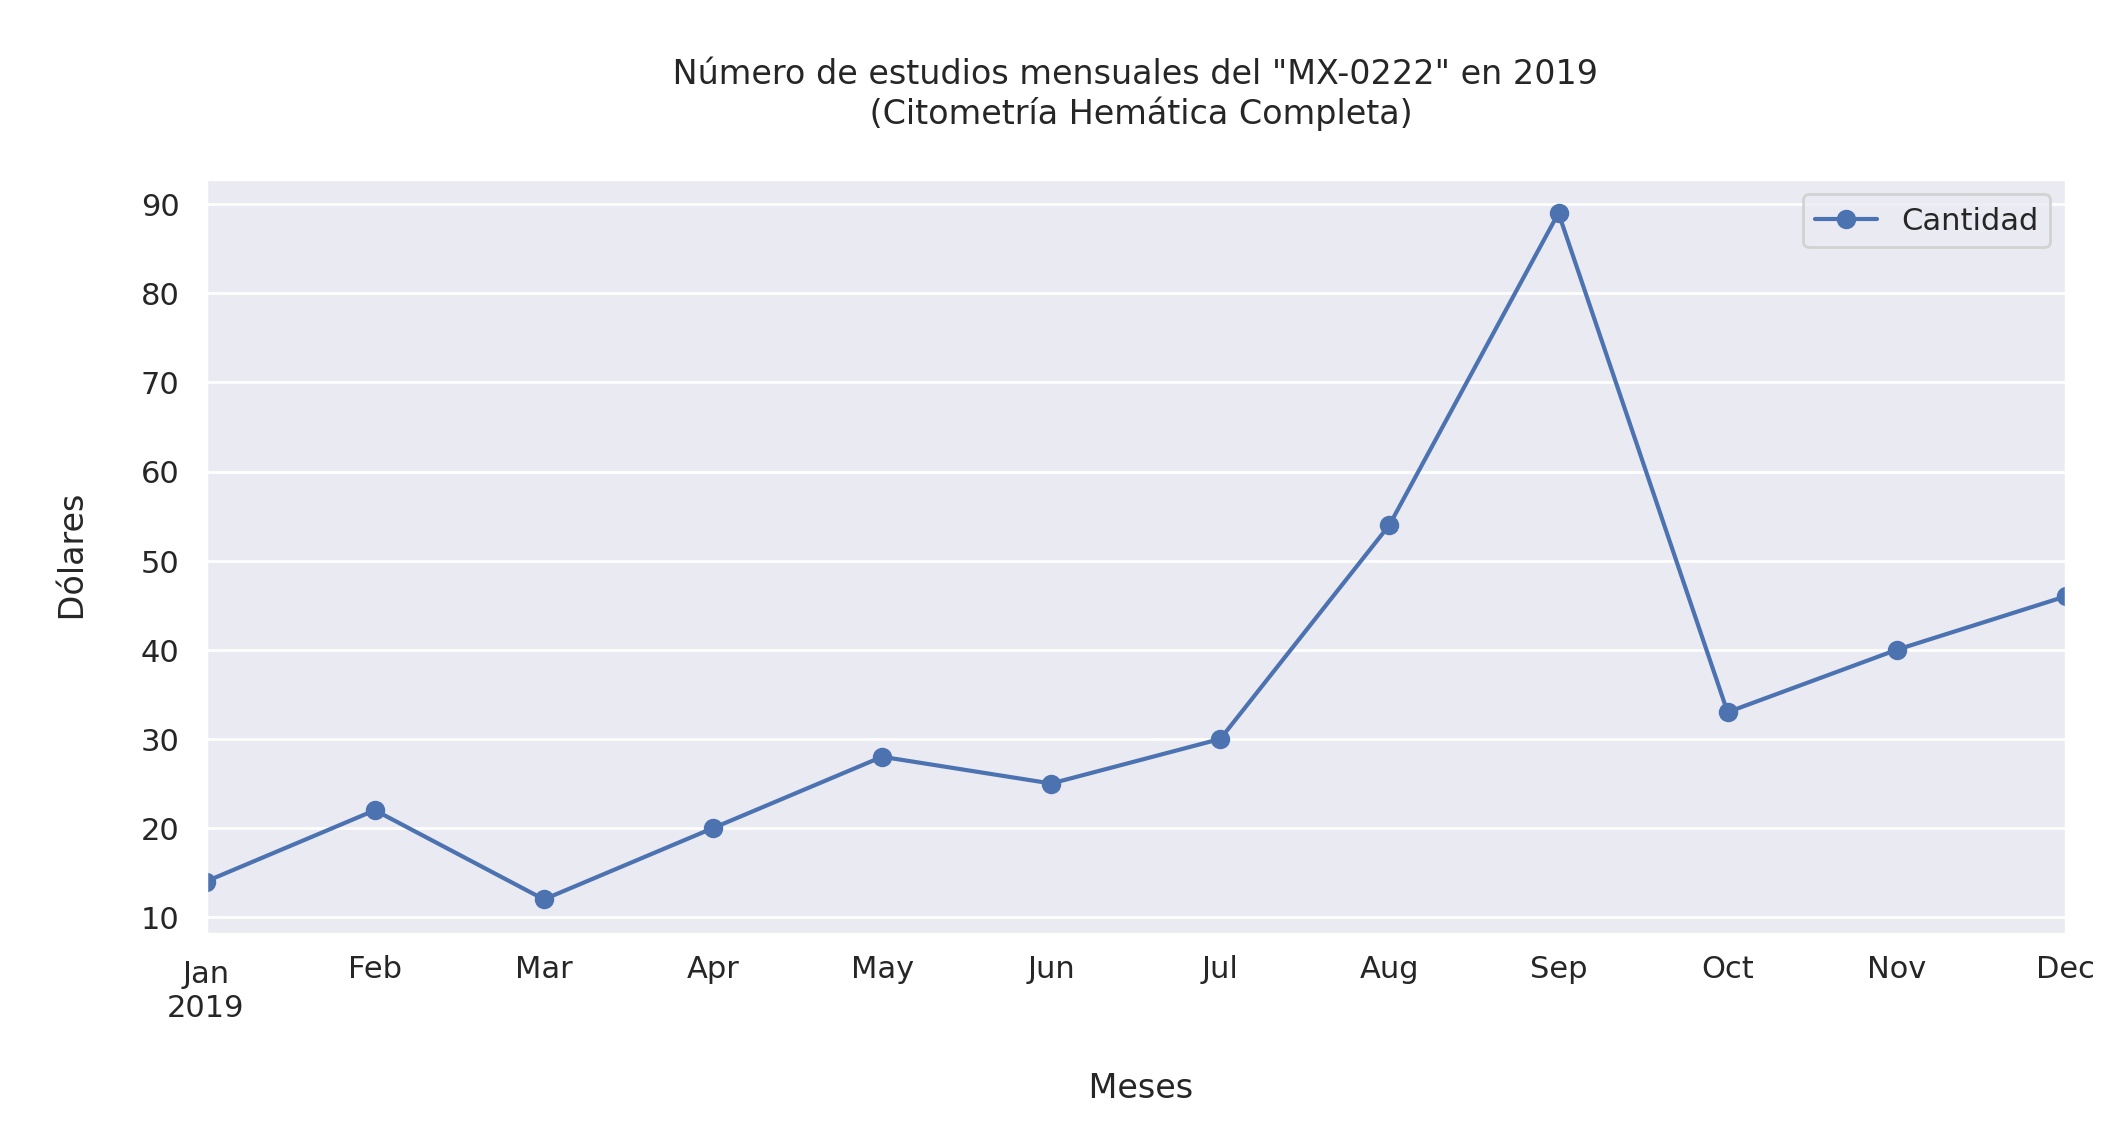 Número de estudios mensuales del "MX-0222" en 2019
(Citometría Hemática Completa)
Cantidad
90
80
70
60
50
40
30
20
10
Dólares
Jan Feb Mar Apr May Jun Jul Aug Sep Oct Nov Dec
2019
Meses